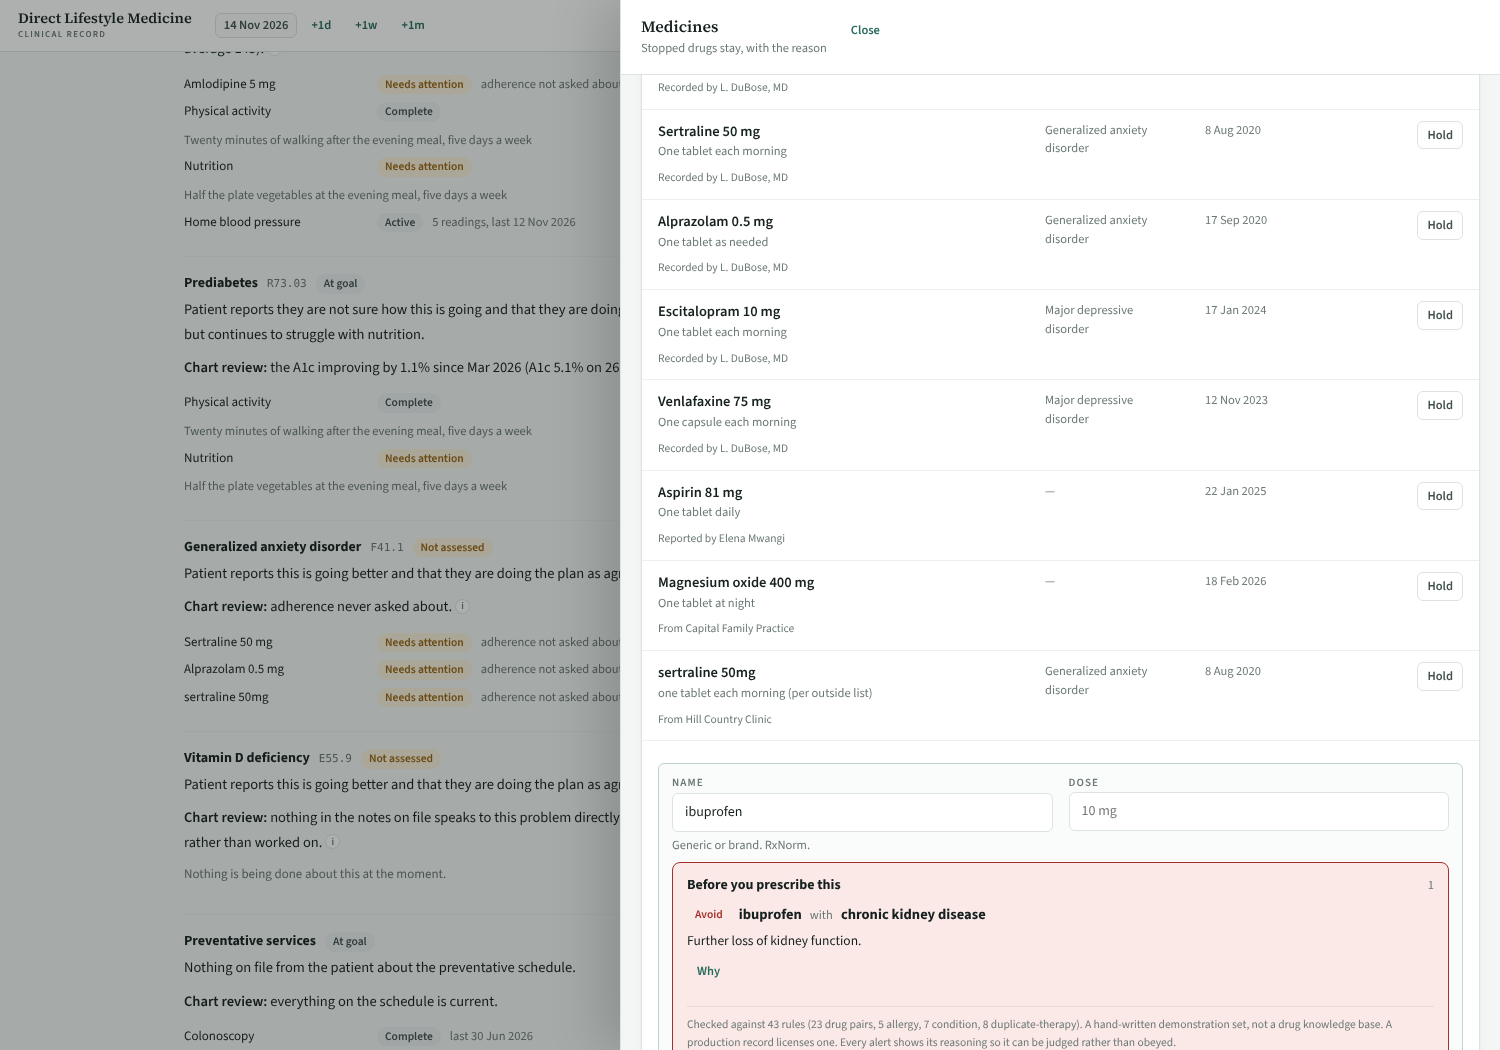 Direct Lifestyle Medicine
CLINICAL RECORD
14 Nov 2026 +1d +1w +1m
Amlodipine 5 mg Needs attention adherence not asked about
Physical activity Complete
Twenty minutes of walking after the evening meal, five days a week
Nutrition Needs attention
Half the plate vegetables at the evening meal, five days a week
Home blood pressure Active 5 readings, last 12 Nov 2026
Prediabetes R73.03 At goal
Patient reports they are not sure how this is going and that they are doing
but continues to struggle with nutrition.
Chart review: the A1c improving by 1.1% since Mar 2026 (A1c 5.1% on 26
Physical activity Complete
Twenty minutes of walking after the evening meal, five days a week
Nutrition Needs attention
Half the plate vegetables at the evening meal, five days a week
Generalized anxiety disorder F41.1 Not assessed
Patient reports this is going better and that they are doing the plan as
Chart review: adherence never asked about. i
Sertraline 50 mg Needs attention adherence not asked about
Alprazolam 0.5 mg Needs attention adherence not asked about
sertraline 50mg Needs attention adherence not asked about
Vitamin D deficiency E55.9 Not assessed
Patient reports this is going better and that they are doing the plan as
Chart review: nothing in the notes on file speaks to this problem directly
rather than worked on. i
Nothing is being done about this at the moment.
Preventative services At goal
Nothing on file from the patient about the preventative schedule.
Chart review: everything on the schedule is current.
Colonoscopy Complete last 30 Jun 2026
Medicines
Stopped drugs stay, with the reason
Close
Recorded by L. DuBose, MD
Sertraline 50 mg Generalized anxiety 8 Aug 2020 Hold
One tablet each morning disorder
Recorded by L. DuBose, MD
Alprazolam 0.5 mg Generalized anxiety 17 Sep 2020 Hold
One tablet as needed disorder
Recorded by L. DuBose, MD
Escitalopram 10 mg Major depressive 17 Jan 2024 Hold
One tablet each morning disorder
Recorded by L. DuBose, MD
Venlafaxine 75 mg Major depressive 12 Nov 2023 Hold
One capsule each morning disorder
Recorded by L. DuBose, MD
Aspirin 81 mg — 22 Jan 2025 Hold
One tablet daily
Reported by Elena Mwangi
Magnesium oxide 400 mg — 18 Feb 2026 Hold
One tablet at night
From Capital Family Practice
sertraline 50mg Generalized anxiety 8 Aug 2020 Hold
one tablet each morning (per outside list) disorder
From Hill Country Clinic
NAME DOSE
ibuprofen 10 mg
Generic or brand. RxNorm.
Before you prescribe this 1
Avoid ibuprofen with chronic kidney disease
Further loss of kidney function.
Why
Checked against 43 rules (23 drug pairs, 5 allergy, 7 condition, 8 duplicate-therapy). A hand-written demonstration set, not a drug knowledge base. A
production record licenses one. Every alert shows its reasoning so it can be judged rather than obeyed.